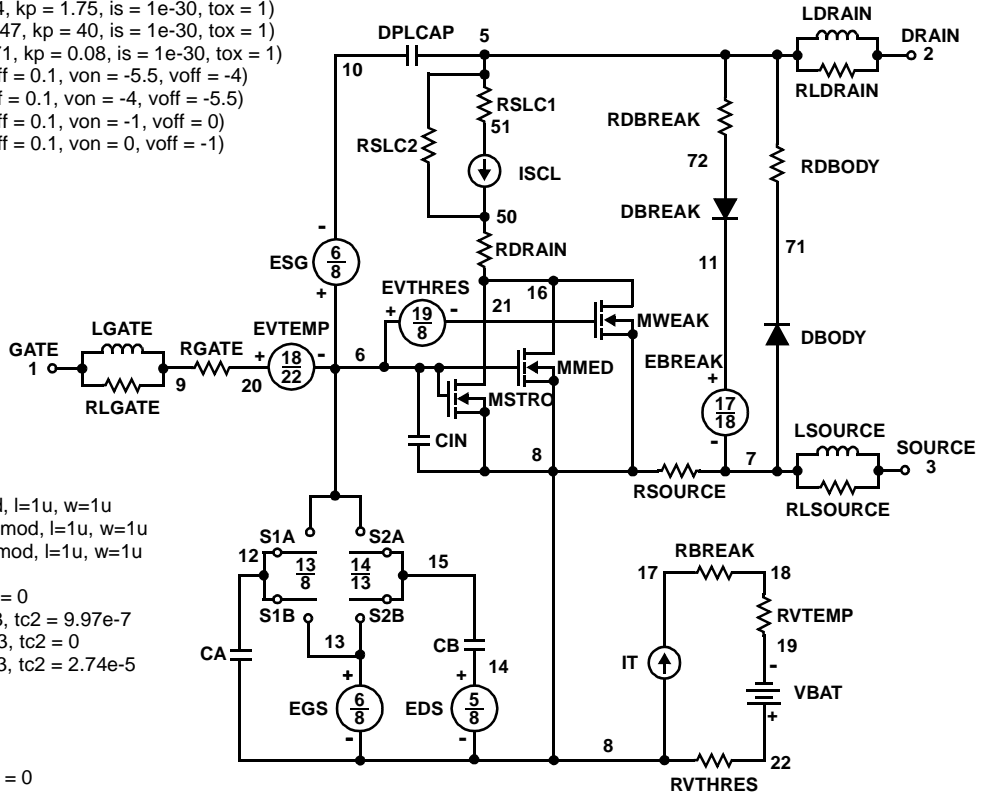 4, kp = 1.75, is = 1e-30, tox = 1)
47, kp = 40, is = 1e-30, tox = 1)
71, kp = 0.08, is = 1e-30, tox = 1)
ff = 0.1, von = -5.5, voff = -4)
f = 0.1, von = -4, voff = -5.5)
ff = 0.1, von = -1, voff = 0)
ff = 0.1, von = 0, voff = -1)
LDRAIN
DPLCAP
5
DRAIN
2
10
RLDRAIN
RSLC1
51
RDBREAK
RSLC2
72
RDBODY
ISCL
DBREAK
50
-
RDRAIN
71
ESG
6
8
11
+
EVTHRES
16
+
19
8
-
21
MWEAK
LGATE
EVTEMP
DBODY
GATE
1
RGATE
+
18
22
-
6
MMED
EBREAK
+
9
20
MSTRO
RLGATE
17
18
-
CIN
LSOURCE
8
7
SOURCE
3
RSOURCE
RLSOURCE
d, l=1u, w=1u
mod, l=1u, w=1u
mod, l=1u, w=1u
S1A
S2A
12
13
8
14
13
15
RBREAK
17
18
= 0
S1B
S2B
3, tc2 = 9.97e-7
RVTEMP
3, tc2 = 0
13
CB
19
CA
3, tc2 = 2.74e-5
14
IT
-
+
+
VBAT
EGS
6
8
EDS
5
8
+
-
-
8
22
= 0
RVTHRES